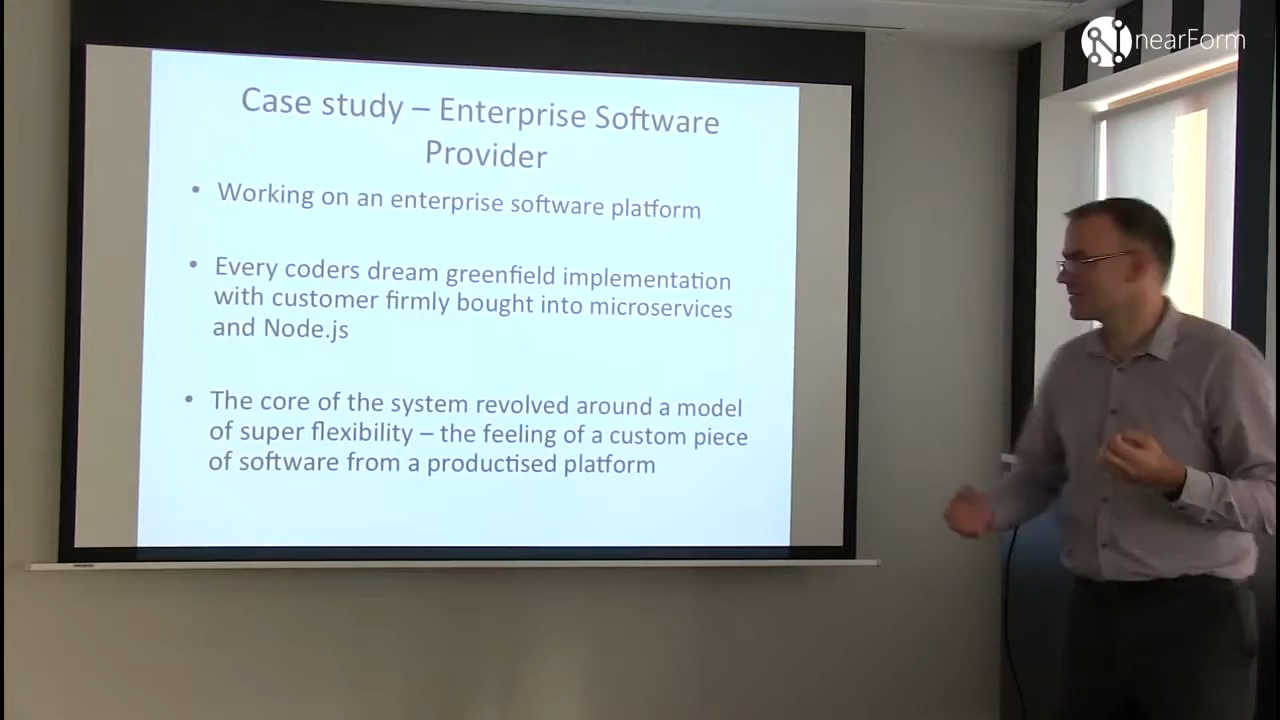 nearForm
Case study – Enterprise Software
Provider
• Working on an enterprise software platform
• Every coders dream greenfield implementation
with customer firmly bought into microservices
and Node.js
• The core of the system revolved around a model
of super flexibility – the feeling of a custom piece
of software from a productised platform